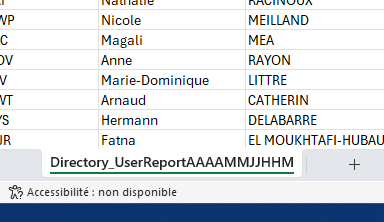 Nathalie RACINOUX
WP Nicole MEILLAND
C Magali MEA
OV Anne RAYON
V Marie-Dominique LITTRE
WT Arnaud CATHERIN
YS Hermann DELABARRE
UR Fatna EL MOUKHTAFI-HUBAU
Directory_UserReportAAAAMMJJHHM +
Accessibilité : non disponible